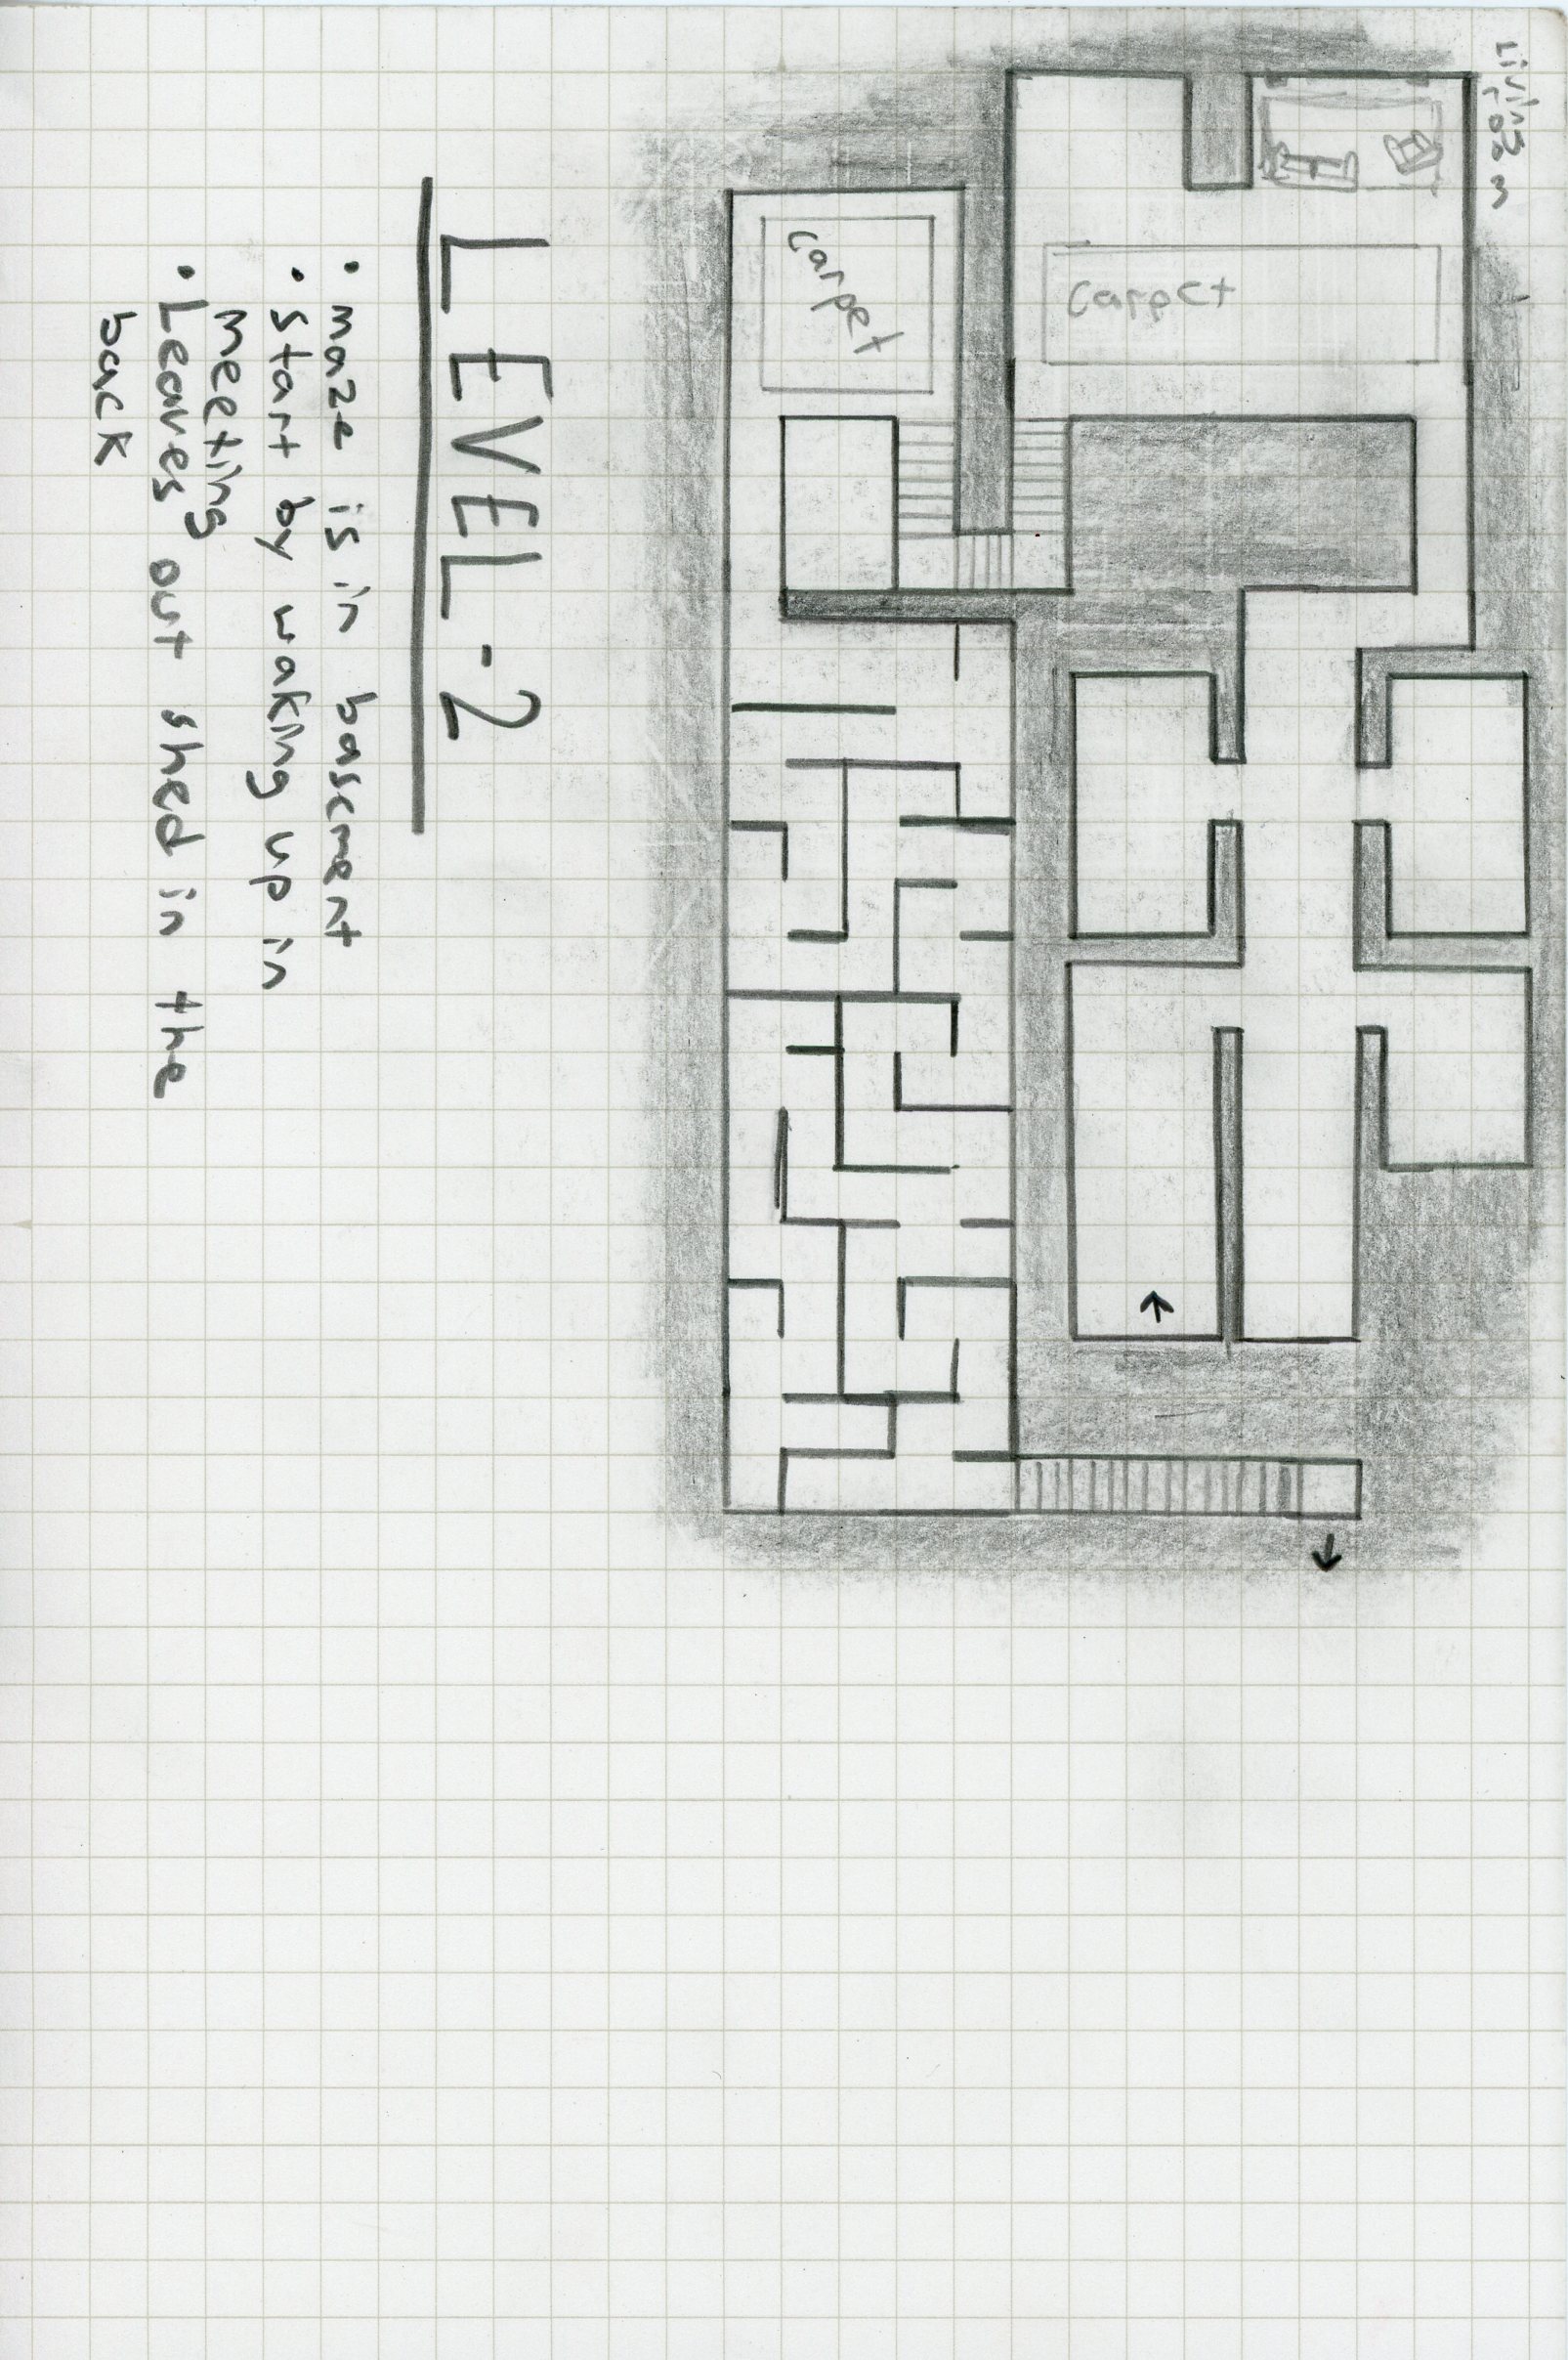 Living
room
carpet
carpet
LEVEL-2
• maze is in basement
• Start by waking up in
meeting
• Leaves out shed in the
back